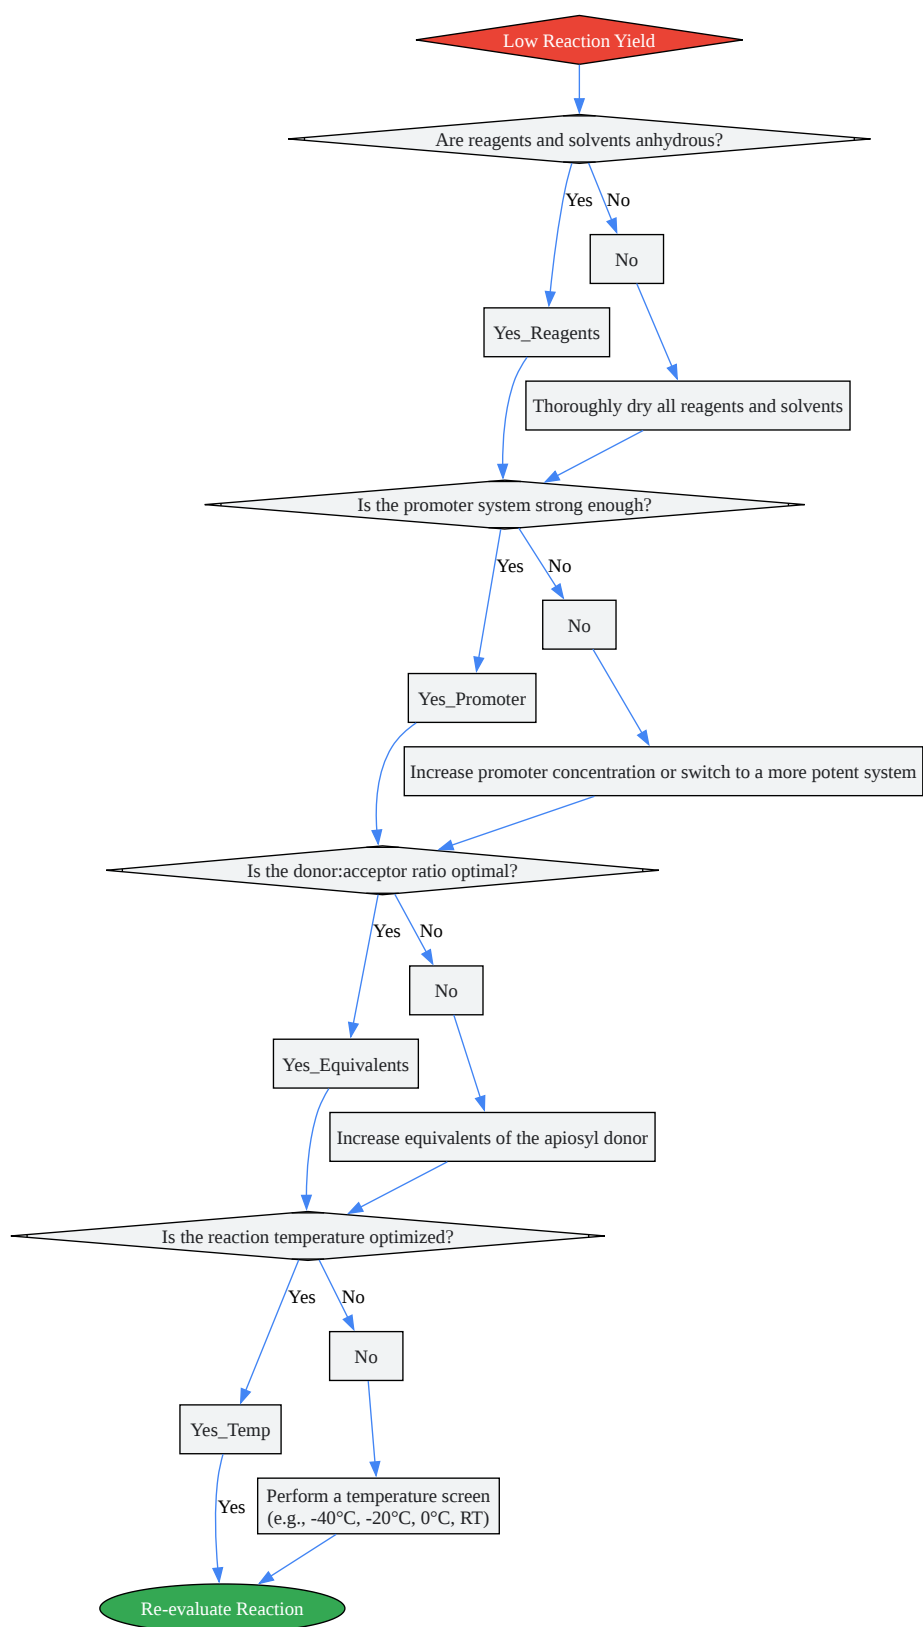 Low Reaction Yield
Are reagents and solvents anhydrous?
Yes
No
No
Yes_Reagents
Thoroughly dry all reagents and solvents
Is the promoter system strong enough?
Yes
No
No
Yes_Promoter
Increase promoter concentration or switch to a more potent system
Is the donor:acceptor ratio optimal?
Yes
No
No
Yes_Equivalents
Increase equivalents of the apiosyl donor
Is the reaction temperature optimized?
Yes
No
No
Yes_Temp
Perform a temperature screen
(e.g., -40°C, -20°C, 0°C, RT)
Yes
Re-evaluate Reaction